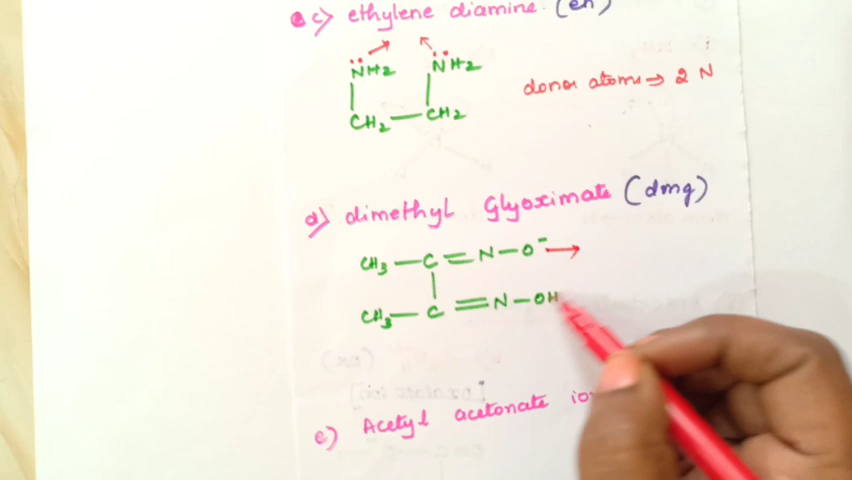 c) ethylene diamine (en)
NH2 NH2
CH2—CH2
donor atoms → 2 N
d) dimethyl Glyoximate (dmg)
CH3—C=N—O⁻→
CH3—C=N—OH
e) Acetyl acetonate